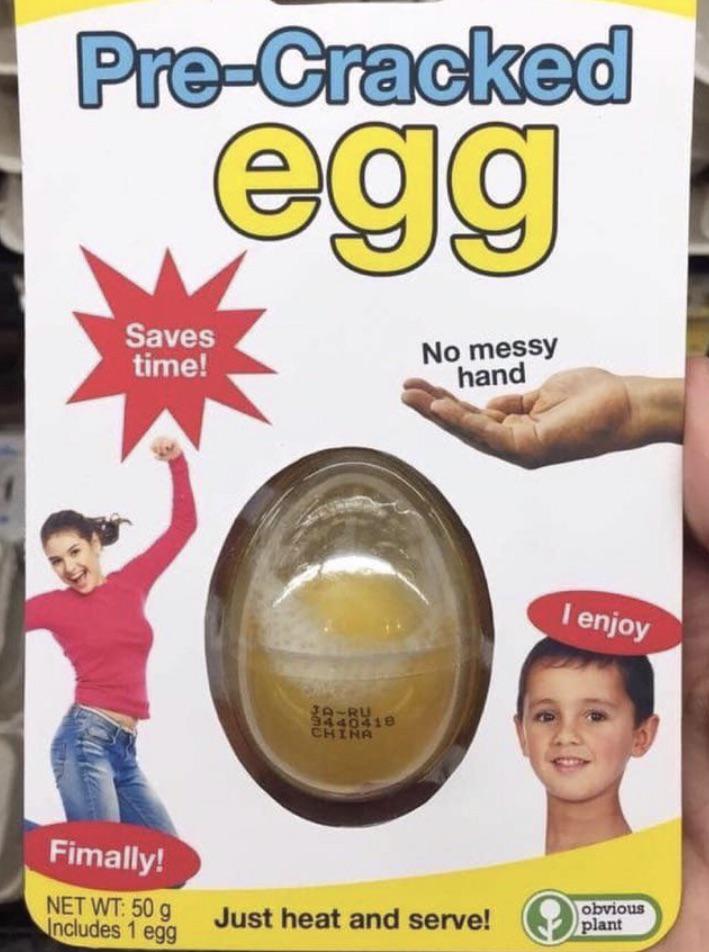 Pre-Cracked
egg
Saves
time!
No messy
hand
JA-RU
9440418
CHINA
I enjoy
Fimally!
NET WT: 50 g
Includes 1 egg
Just heat and serve!
obvious
plant